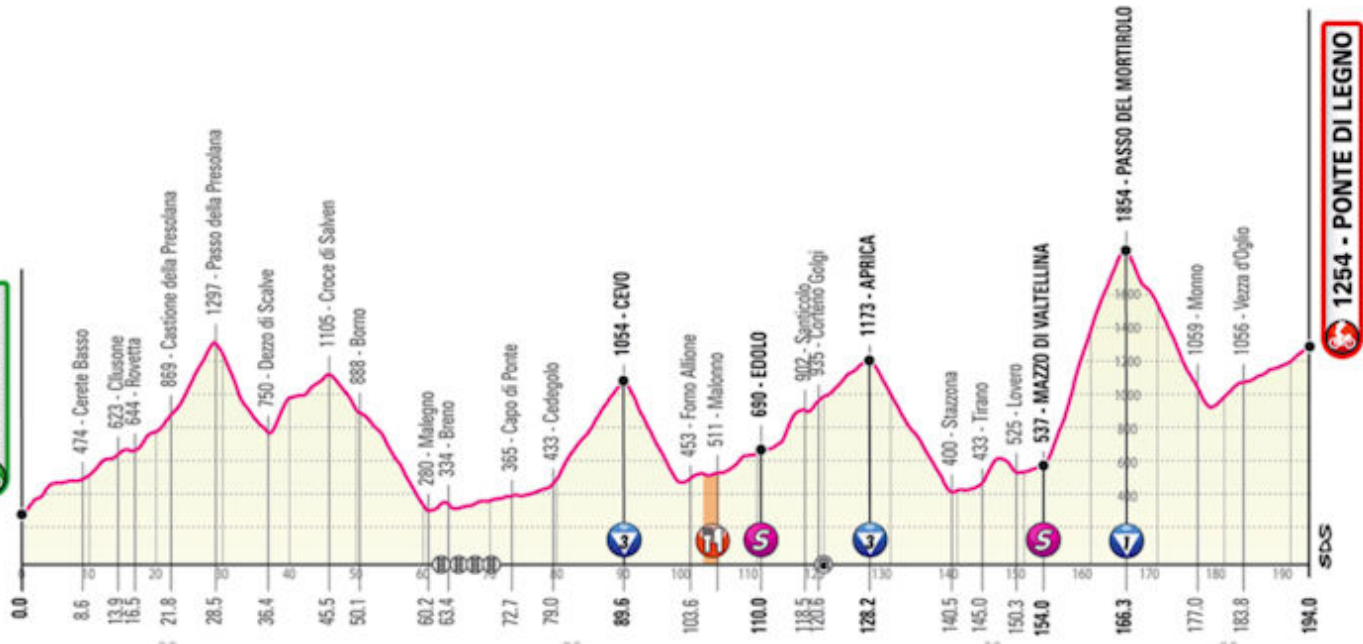 474 - Cerete Basso
623 - Clusone
644 - Rovetta
869 - Castione della Presolana
1297 - Passo della Presolana
750 - Dezzo di Scalve
1105 - Croce di Salven
888 - Borno
280 - Malegno
334 - Breno
365 - Capo di Ponte
433 - Cedegolo
1054 - CEVO
453 - Forno Allione
511 - Malonno
690 - EDOLO
902 - Santicolo
935 - Corteno Golgi
1173 - APRICA
400 - Stazzona
433 - Tirano
525 - Lovero
537 - MAZZO DI VALTELLINA
1854 - PASSO DEL MORTIROLO
1059 - Monno
1056 - Vezza d'Oglio
1254 - PONTE DI LEGNO
1600
1400
1200
1000
800
600
400
3
S
3
S
1
SDS
0 10 20 30 40 50 60 70 80 90 100 110 120 130 140 150 160 170 180 190
0.0 8.6 13.9 16.5 21.8 28.5 36.4 45.5 50.1 60.2 63.4 72.7 79.0 89.6 103.6 110.0 118.5 120.6 128.2 140.5 145.0 150.3 154.0 166.3 177.0 183.8 194.0